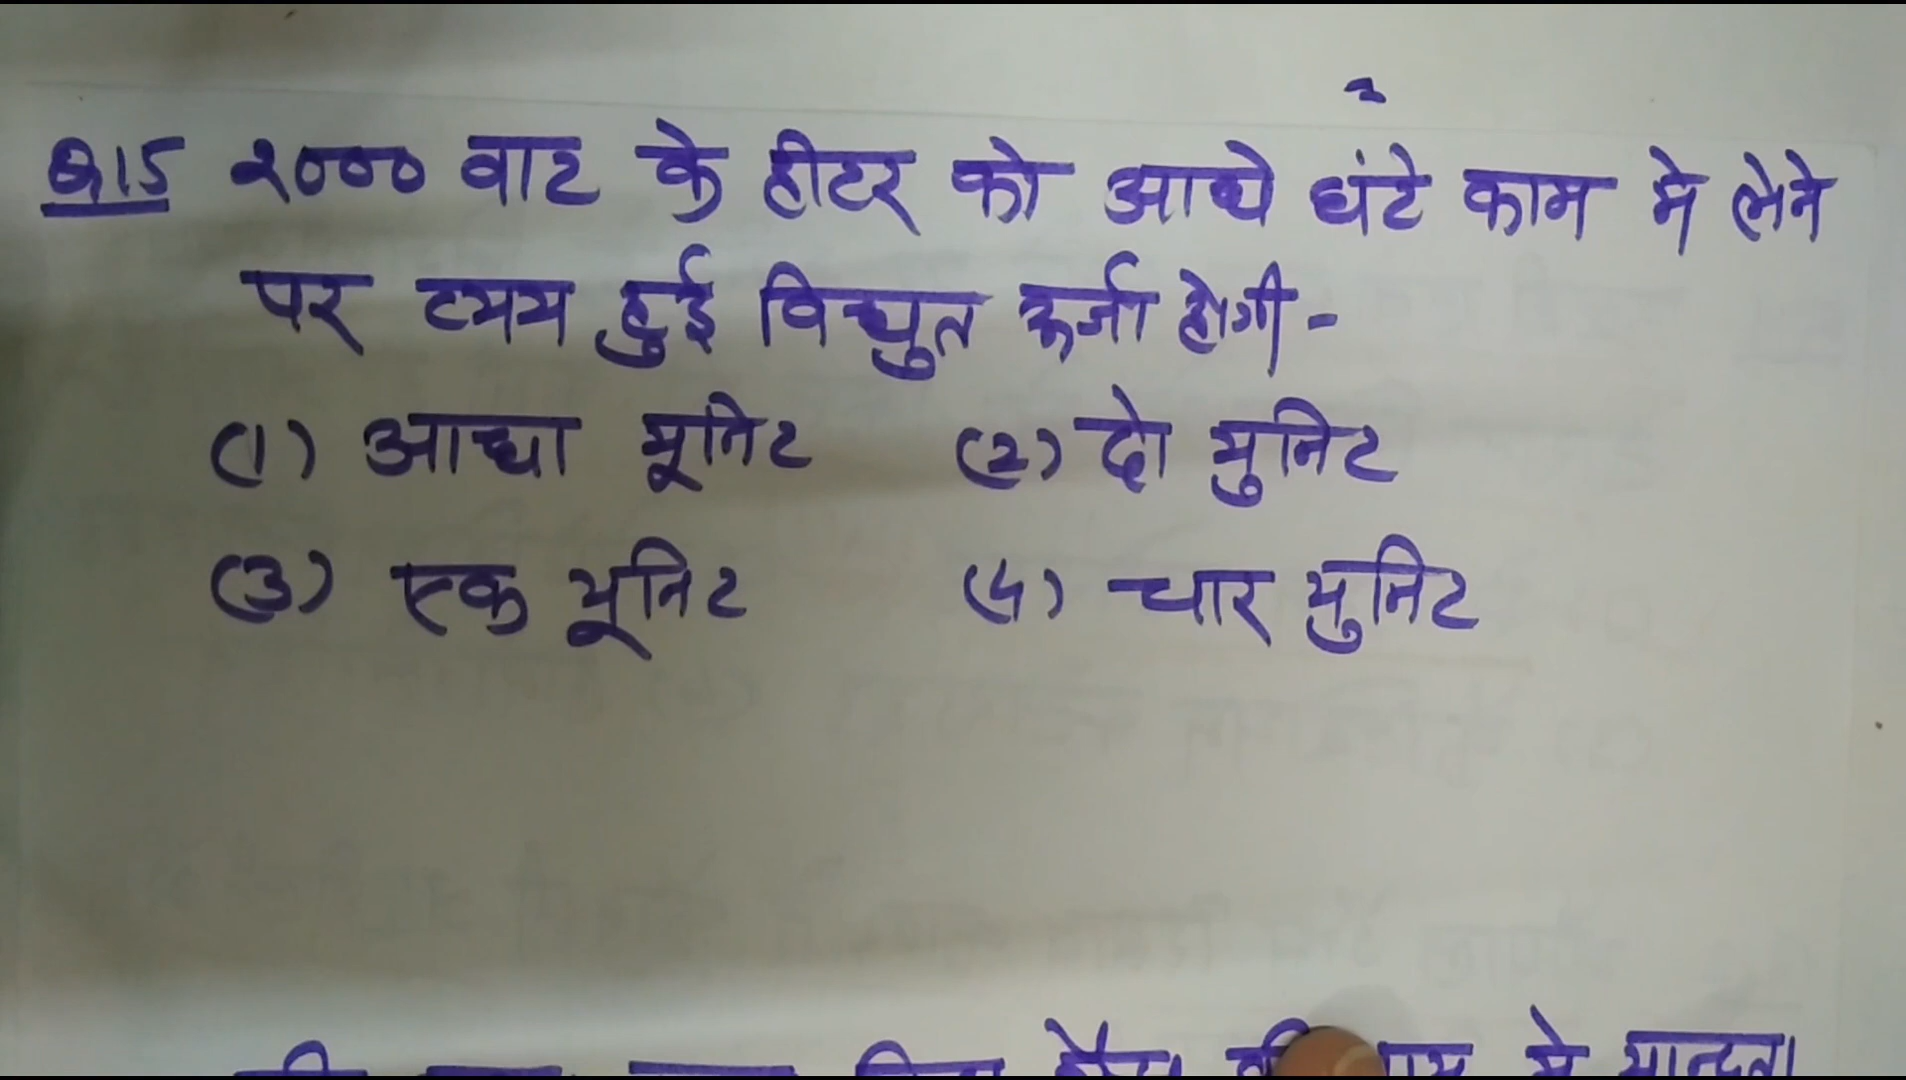 Q15 २००० वाट के हीटर को आधे घंटे काम मे लेने
पर व्यय हुई विद्युत ऊर्जा होगी-
(1) आधा यूनिट (2) दो युनिट
(3) एक यूनिट (4) चार युनिट